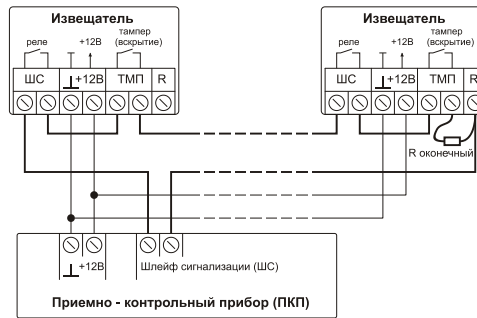 Извещатель
реле
+12В
тампер
(вскрытие)
ШС
+12В
ТМП
R
Извещатель
реле
+12В
тампер
(вскрытие)
ШС
+12В
ТМП
R
R оконечный
+12В
Шлейф сигнализации (ШС)
Приемно - контрольный прибор (ПКП)